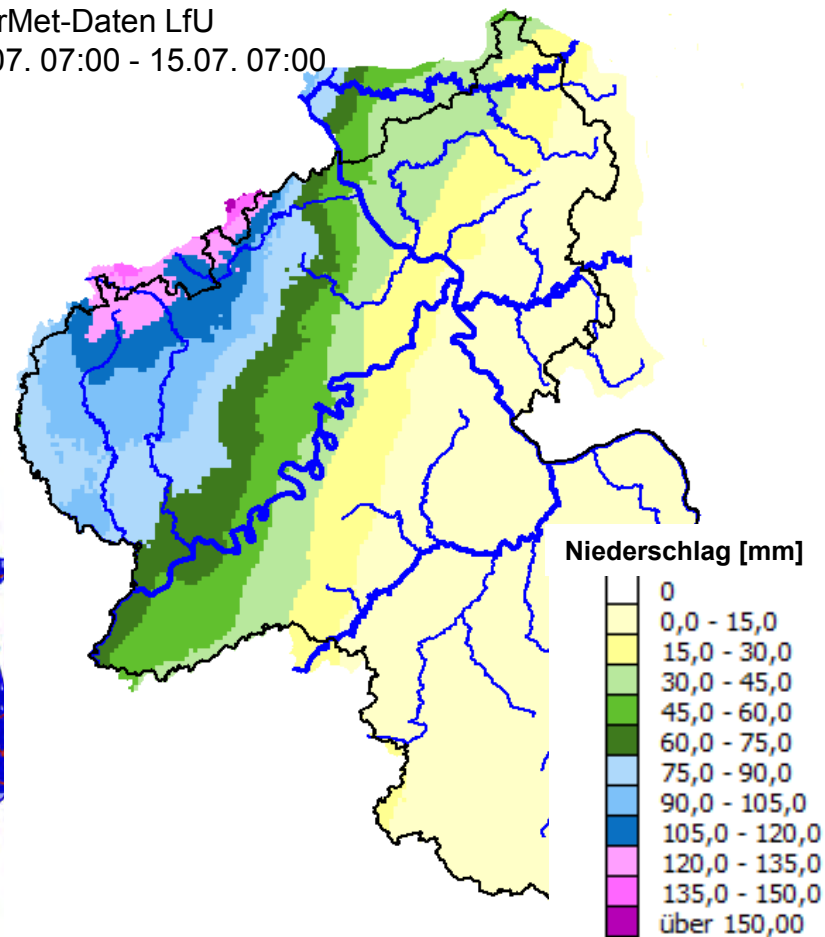 rMet-Daten LfU
07. 07:00 - 15.07. 07:00
Niederschlag [mm]
0
0,0 - 15,0
15,0 - 30,0
30,0 - 45,0
45,0 - 60,0
60,0 - 75,0
75,0 - 90,0
90,0 - 105,0
105,0 - 120,0
120,0 - 135,0
135,0 - 150,0
über 150,00